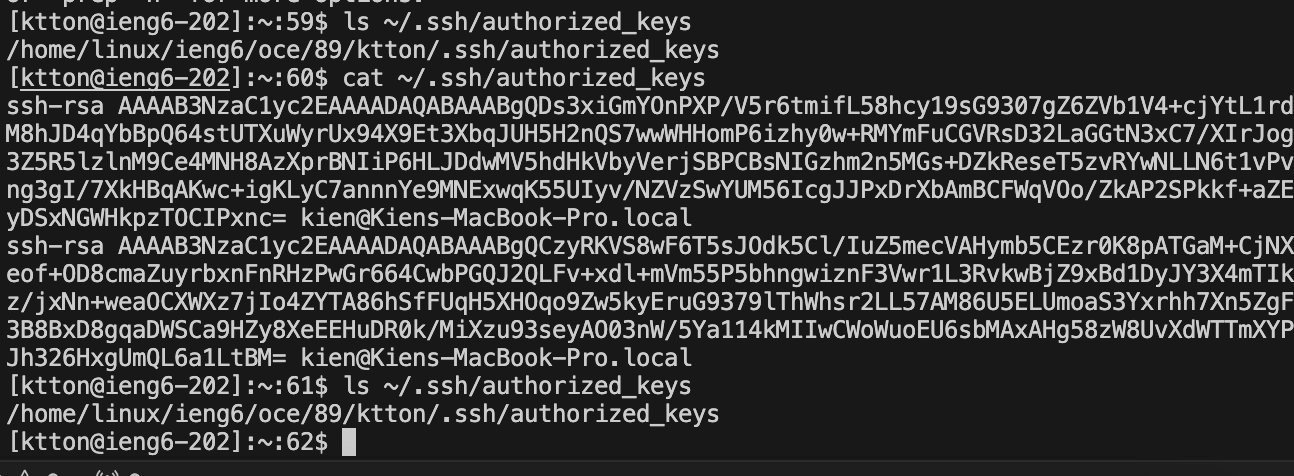 [ktton@ieng6-202]:~:59$ ls ~/.ssh/authorized_keys
/home/linux/ieng6/oce/89/ktton/.ssh/authorized_keys
[ktton@ieng6-202]:~:60$ cat ~/.ssh/authorized_keys
ssh-rsa AAAAB3NzaC1yc2EAAAADAQABAAABgQDs3xiGmYOnPXP/V5r6tmifL58hcy19sG9307gZ6ZVb1V4+cjYtL1rd
M8hJD4qYbBpQ64stUTXuWyrUx94X9Et3XbqJUH5H2nQS7wwWHHomP6izhy0w+RMYmFuCGVRsD32LaGGtN3xC7/XIrJog
3Z5R5lzlnM9Ce4MNH8AzXprBNIiP6HLJDdwMV5hdHkVbyVerjSBPCBsNIGzhm2n5MGs+DZkReseT5zvRYwNLLN6t1vPv
ng3gI/7XkHBqAKwc+igKLyC7annnYe9MNExwqK55UIyv/NZVzSwYUM56IcgJJPxDrXbAmBCFWqVOo/ZkAP2SPkkf+aZE
yDSxNGWHkpzTOCIPxnc= kien@Kiens-MacBook-Pro.local
ssh-rsa AAAAB3NzaC1yc2EAAAADAQABAAABgQCzyRKVS8wF6T5sJOdk5Cl/IuZ5mecVAHymb5CEzr0K8pATGaM+CjNX
eof+OD8cmaZuyrbxnFnRHzPwGr664CwbPGQJ2QLFv+xdl+mVm55P5bhngwiznF3Vwr1L3RvkwBjZ9xBd1DyJY3X4mTIk
z/jxNn+weaOCXWXz7jIo4ZYTA86hSfFUqH5XHOqo9Zw5kyEruG9379lThWhsr2LL57AM86U5ELUmoaS3Yxrhh7Xn5ZgF
3B8BxD8gqaDWSCa9HZy8XeEEHuDR0k/MiXzu93seyAO03nW/5Ya114kMIIwCWoWuoEU6sbMAxAHg58zW8UvXdWTTmXYP
Jh326HxgUmQL6a1LtBM= kien@Kiens-MacBook-Pro.local
[ktton@ieng6-202]:~:61$ ls ~/.ssh/authorized_keys
/home/linux/ieng6/oce/89/ktton/.ssh/authorized_keys
[ktton@ieng6-202]:~:62$